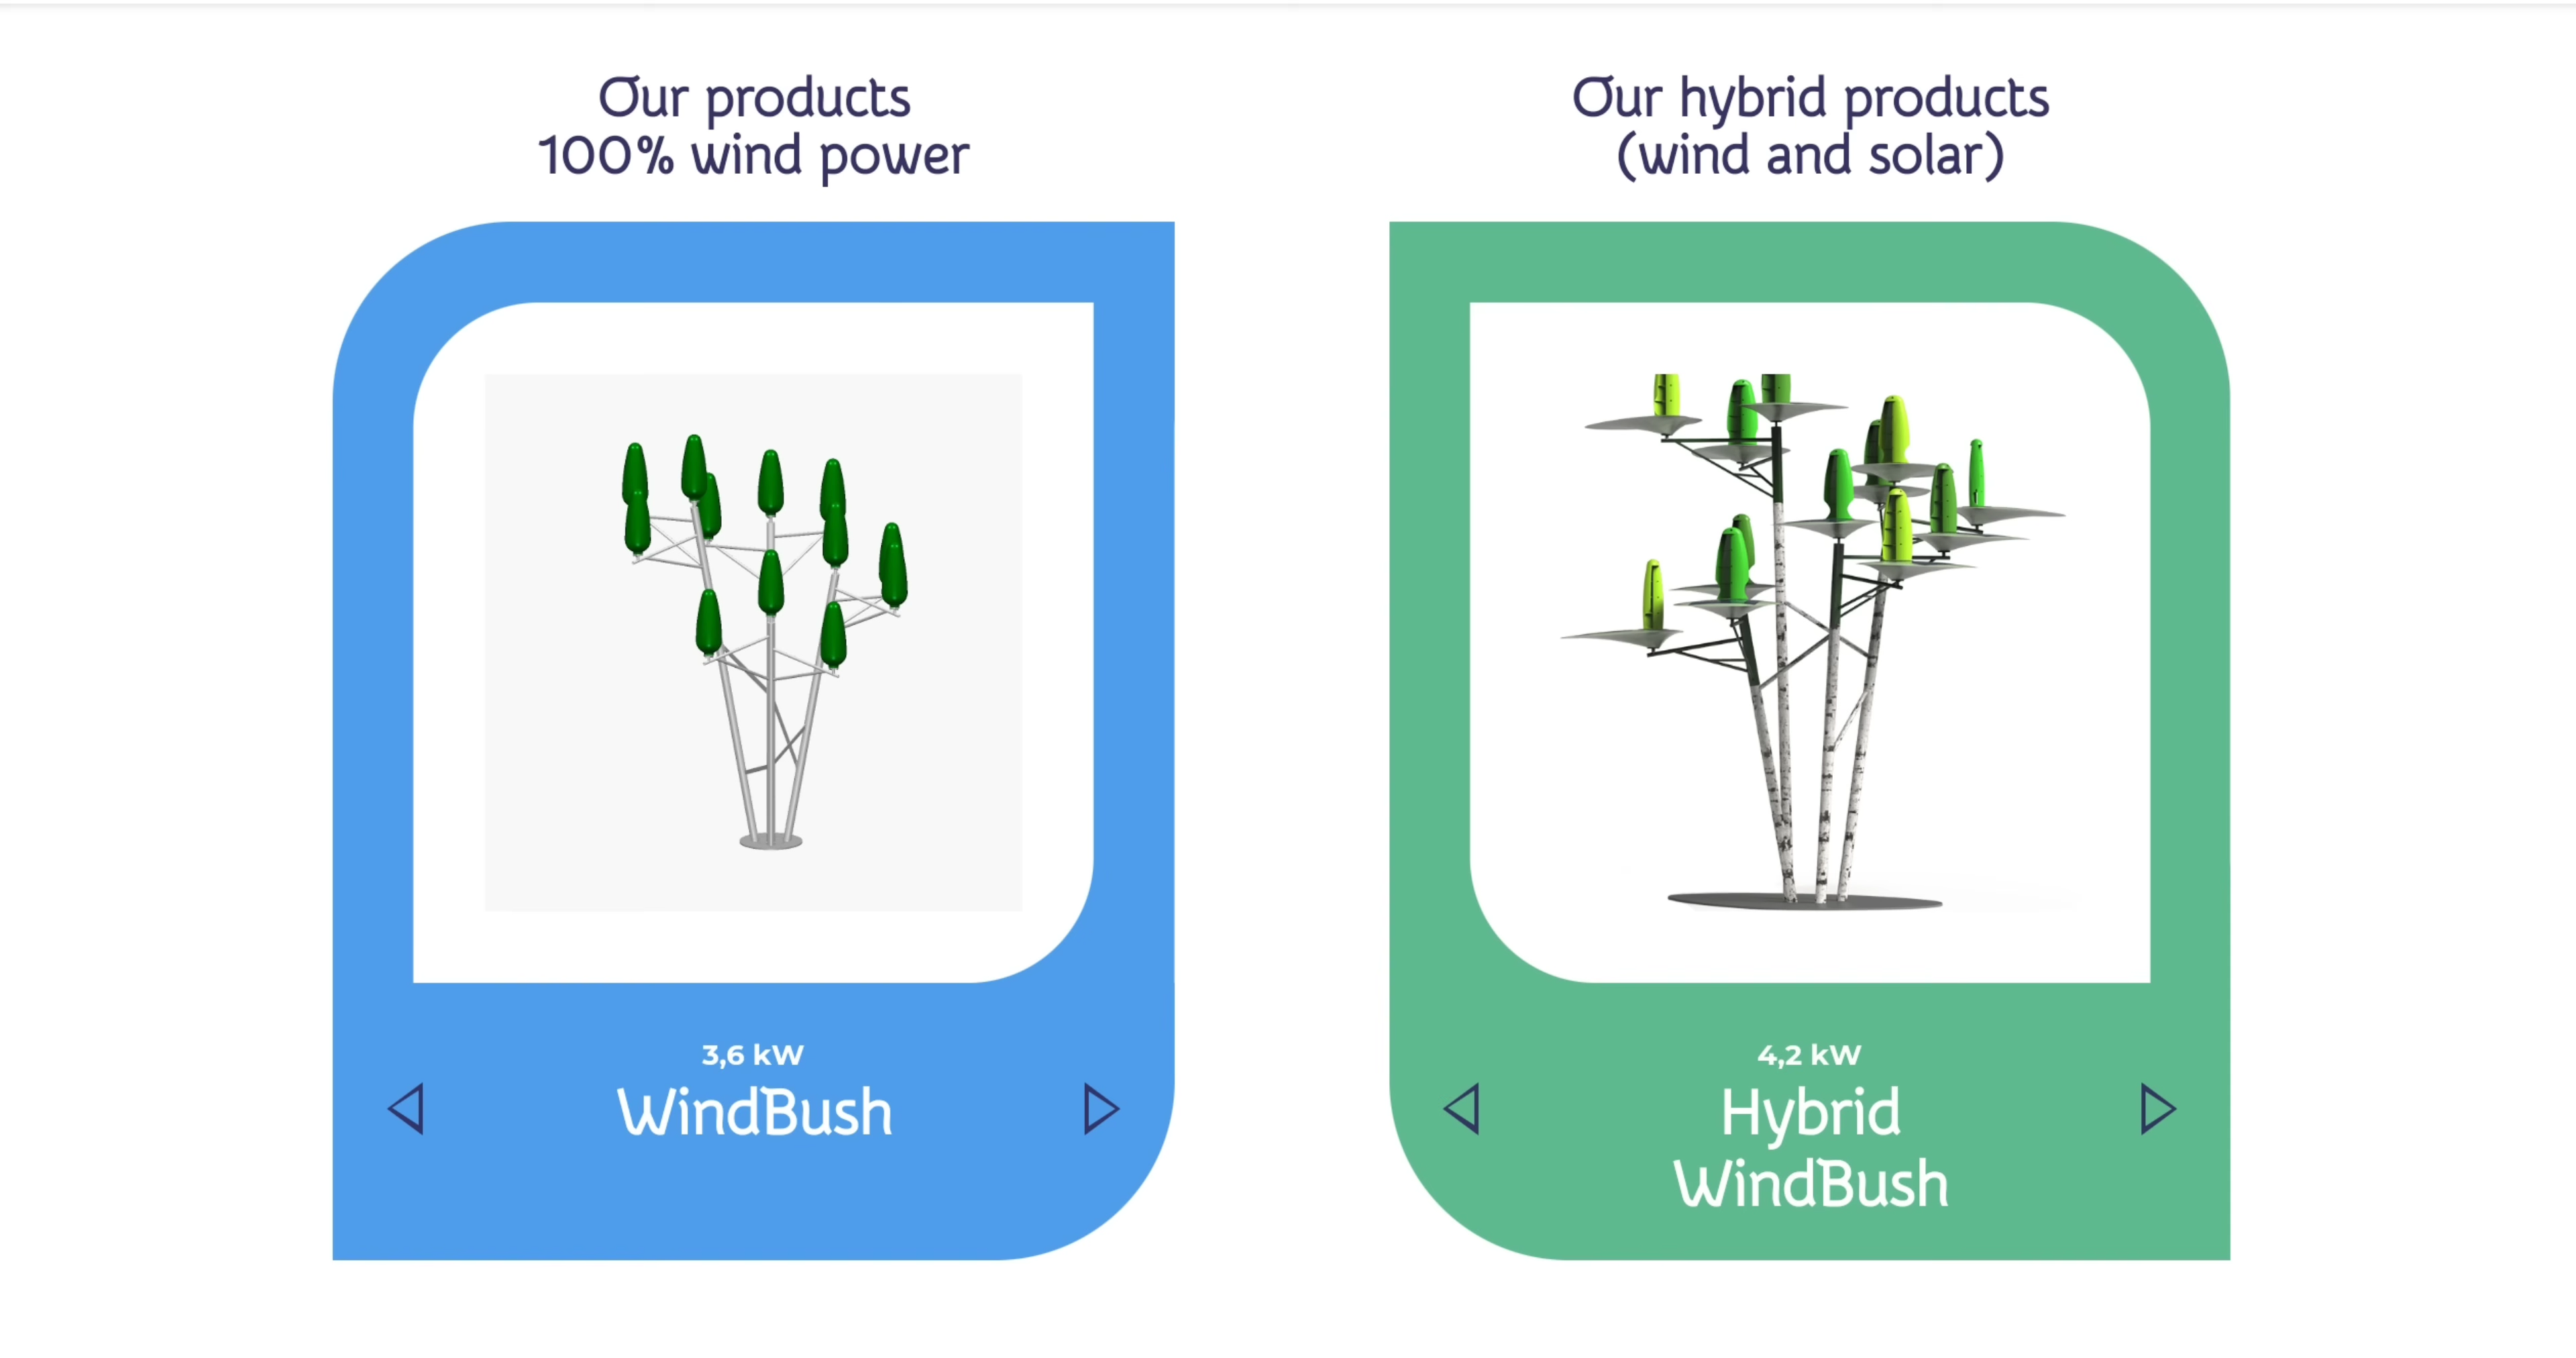 Our products
100% wind power
3,6 kW
WindBush
Our hybrid products
(wind and solar)
4,2 kW
Hybrid
WindBush